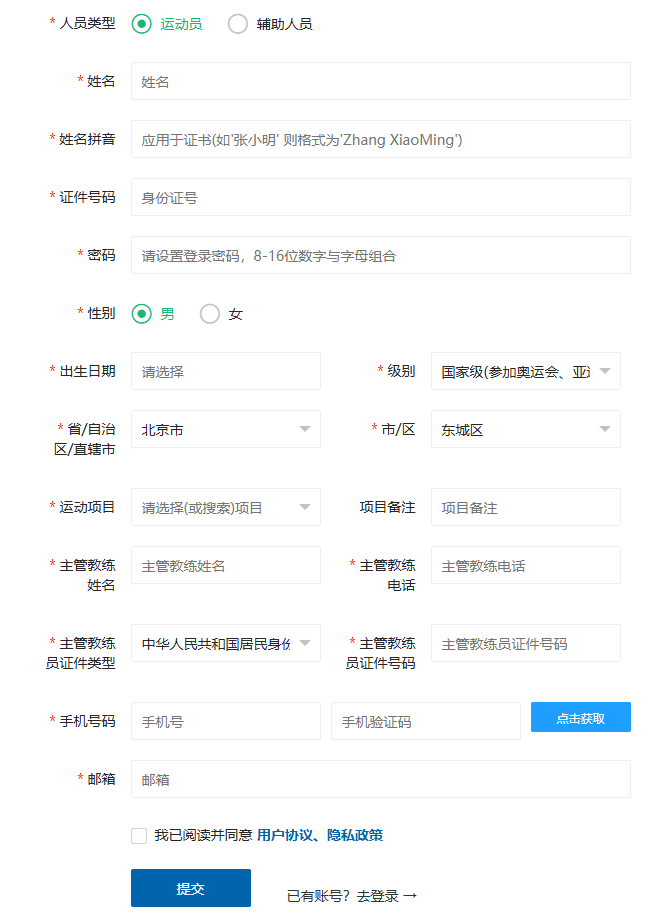 * 人员类型 运动员 辅助人员
* 姓名 姓名
* 姓名拼音 应用于证书(如'张小明' 则格式为'Zhang XiaoMing')
* 证件号码 身份证号
* 密码 请设置登录密码，8-16位数字与字母组合
* 性别 男 女
* 出生日期 请选择 * 级别 国家级(参加奥运会、亚运
* 省/自治
区/直辖市 北京市 * 市/区 东城区
* 运动项目 请选择(或搜索)项目 项目备注 项目备注
* 主管教练
姓名 主管教练姓名 * 主管教练
电话 主管教练电话
* 主管教练
员证件类型 中华人民共和国居民身份 * 主管教练
员证件号码 主管教练员证件号码
* 手机号码 手机号 手机验证码 点击获取
* 邮箱 邮箱
我已阅读并同意 用户协议、隐私政策
提交 已有账号？去登录 →